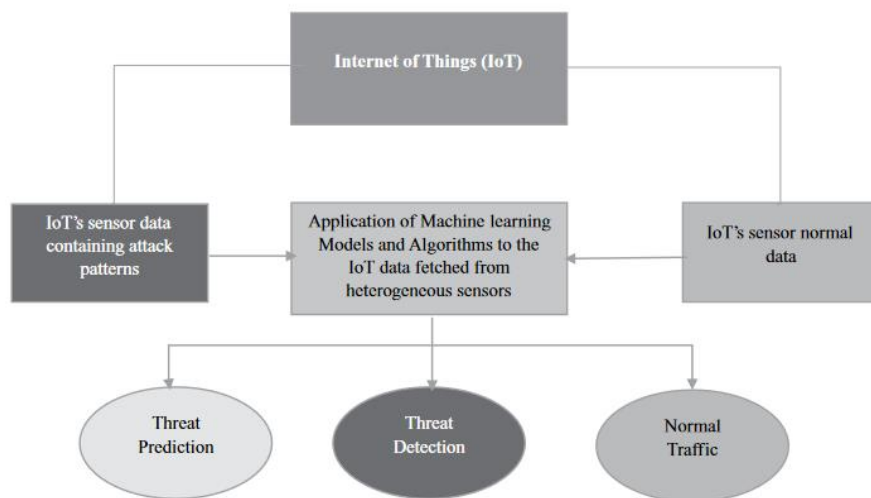 Internet of Things (IoT)
IoT's sensor data
containing attack
patterns
Application of Machine learning
Models and Algorithms to the
IoT data fetched from
heterogeneous sensors
IoT's sensor normal
data
Threat
Prediction
Threat
Detection
Normal
Traffic